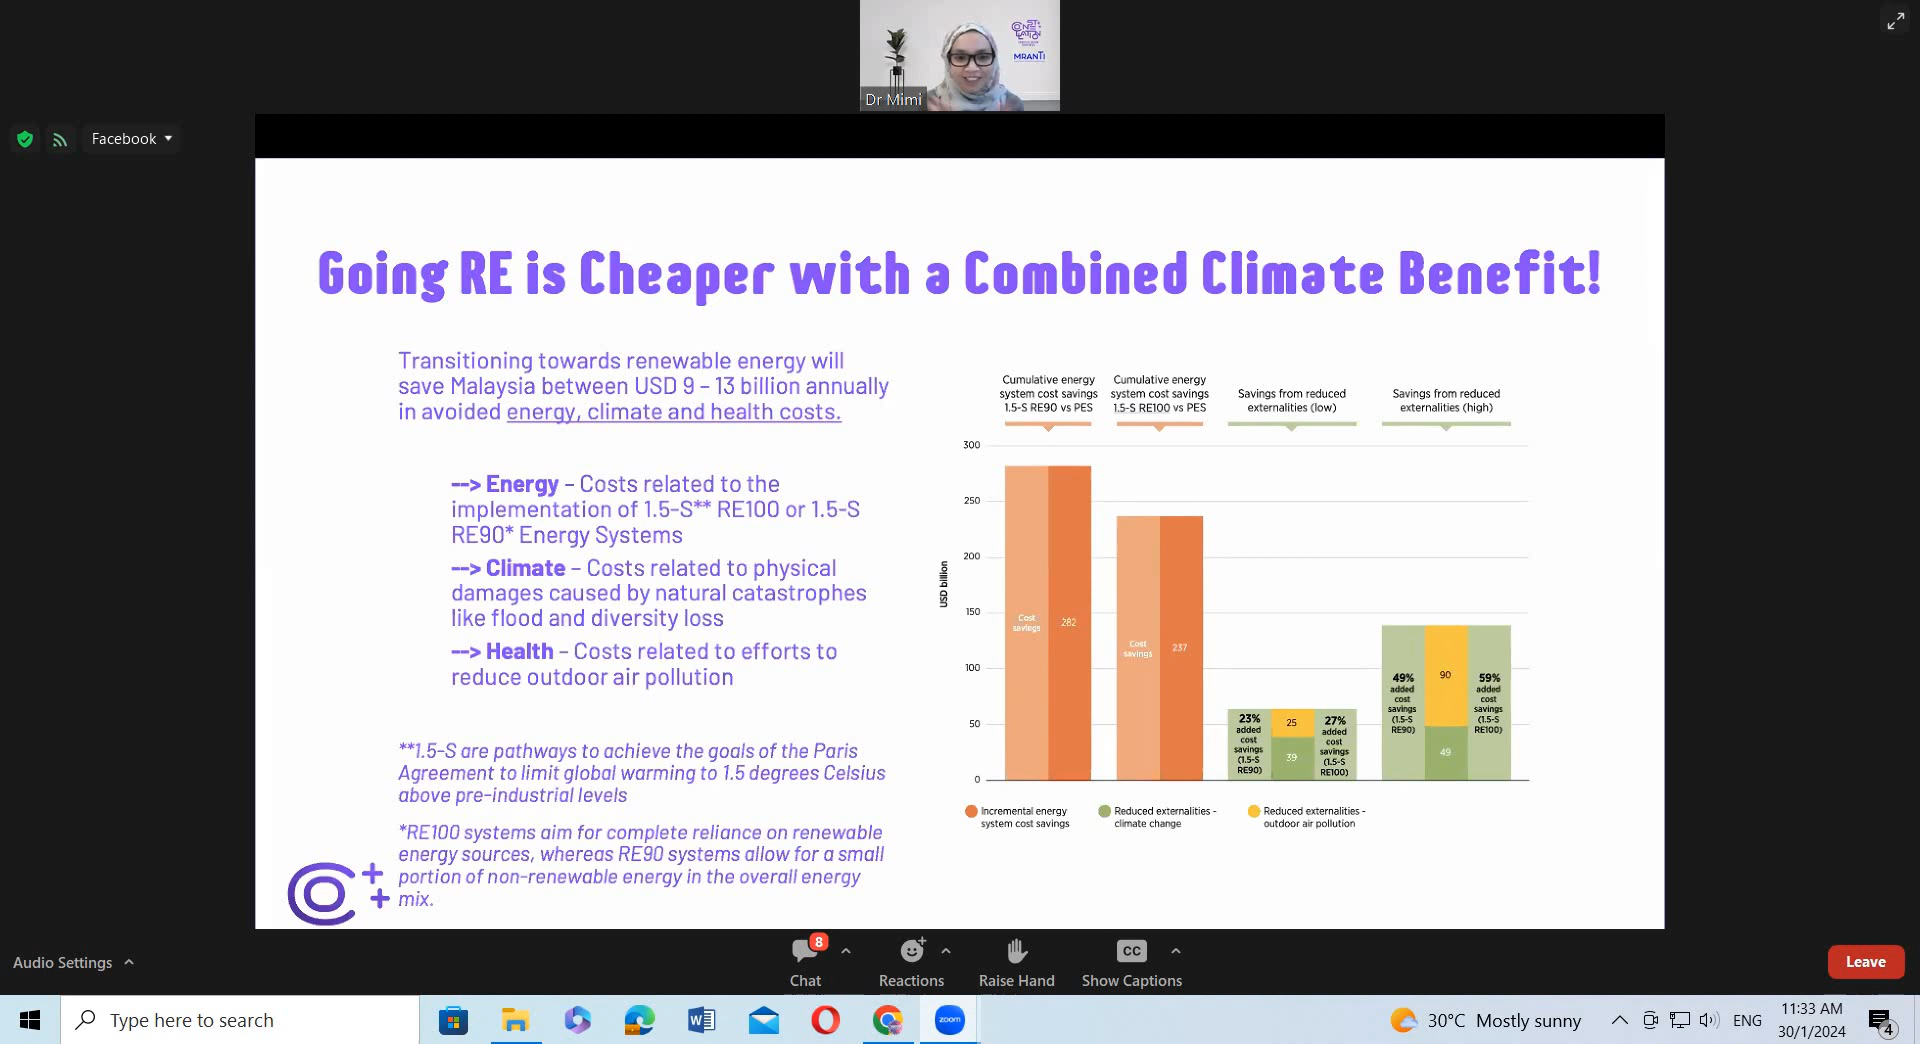 MRANTI
Dr Mimi
Facebook
Going RE is Cheaper with a Combined Climate Benefit!
Transitioning towards renewable energy will
save Malaysia between USD 9 – 13 billion annually
in avoided energy, climate and health costs.
--> Energy – Costs related to the
implementation of 1.5-S** RE100 or 1.5-S
RE90* Energy Systems
--> Climate – Costs related to physical
damages caused by natural catastrophes
like flood and diversity loss
--> Health – Costs related to efforts to
reduce outdoor air pollution
**1.5-S are pathways to achieve the goals of the Paris
Agreement to limit global warming to 1.5 degrees Celsius
above pre-industrial levels
*RE100 systems aim for complete reliance on renewable
energy sources, whereas RE90 systems allow for a small
portion of non-renewable energy in the overall energy
mix.
Cumulative energy
system cost savings
1.5-S RE90 vs PES
Cumulative energy
system cost savings
1.5-S RE100 vs PES
Savings from reduced
externalities (low)
Savings from reduced
externalities (high)
USD billion
300
250
200
150
100
50
0
Cost
savings
282
Cost
savings
237
23%
added
cost
savings
(1.5-S
RE90)
25
39
27%
added
cost
savings
(1.5-S
RE100)
49%
added
cost
savings
(1.5-S
RE90)
90
49
59%
added
cost
savings
(1.5-S
RE100)
Incremental energy
system cost savings
Reduced externalities -
climate change
Reduced externalities -
outdoor air pollution
Audio Settings
8
Chat
Reactions
Raise Hand
CC
Show Captions
Leave
Type here to search
zoom
30°C Mostly sunny
ENG
11:33 AM
30/1/2024
4